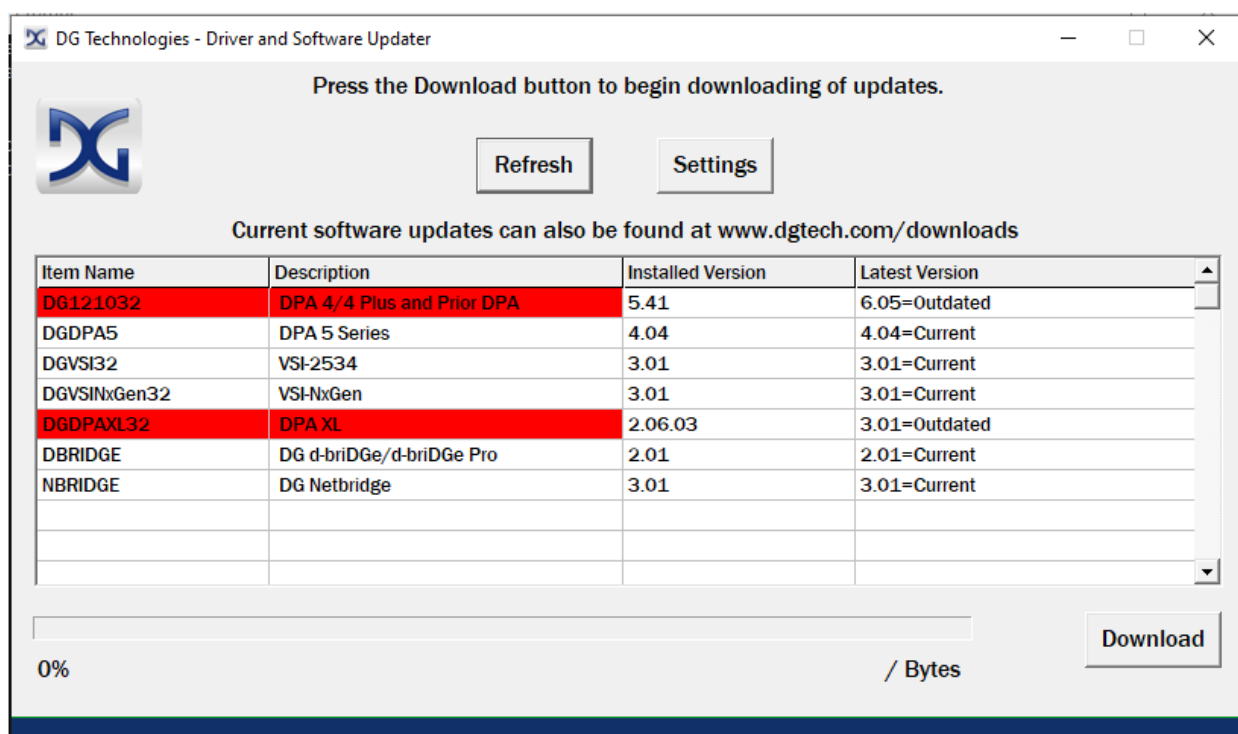 DG Technologies - Driver and Software Updater
Press the Download button to begin downloading of updates.
DG
Refresh Settings
Current software updates can also be found at www.dgtech.com/downloads
Item Name Description Installed Version Latest Version
DG121032 DPA 4/4 Plus and Prior DPA 5.41 6.05=Outdated
DGDPA5 DPA 5 Series 4.04 4.04=Current
DGVSI32 VSI-2534 3.01 3.01=Current
DGVSINxGen32 VSI-NxGen 3.01 3.01=Current
DGDPAXL32 DPA XL 2.06.03 3.01=Outdated
DBRIDGE DG d-briDGe/d-briDGe Pro 2.01 2.01=Current
NBRIDGE DG Netbridge 3.01 3.01=Current
Download
0% / Bytes